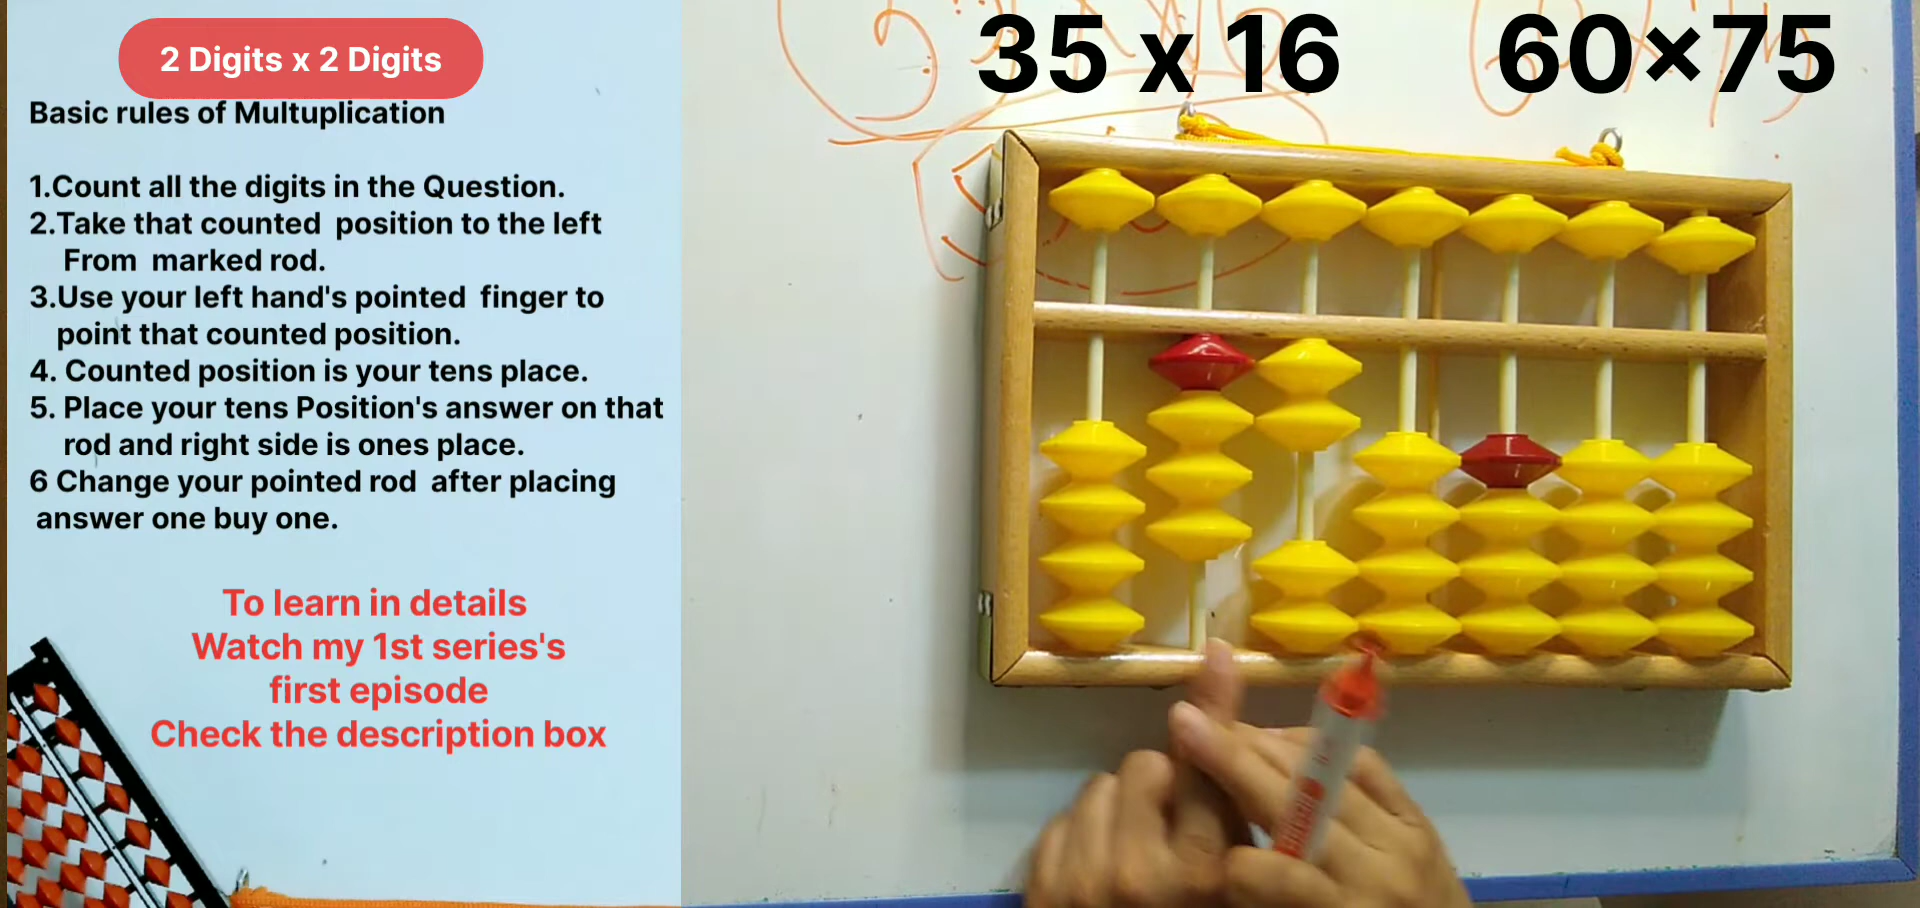 2 Digits x 2 Digits
35 x 16 60×75
Basic rules of Multuplication
1.Count all the digits in the Question.
2.Take that counted position to the left
From marked rod.
3.Use your left hand's pointed finger to
point that counted position.
4. Counted position is your tens place.
5. Place your tens Position's answer on that
rod and right side is ones place.
6 Change your pointed rod after placing
answer one buy one.
To learn in details
Watch my 1st series's
first episode
Check the description box